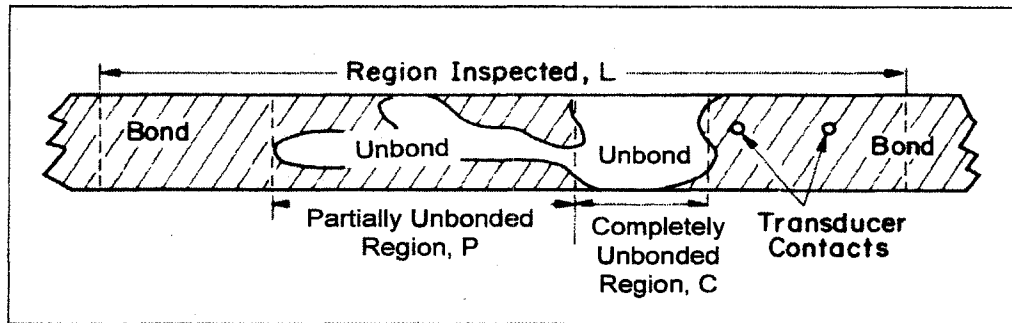 Region Inspected, L
Bond
Unbond
Unbond
Bond
Partially Unbonded
Region, P
Completely
Unbonded
Region, C
Transducer
Contacts